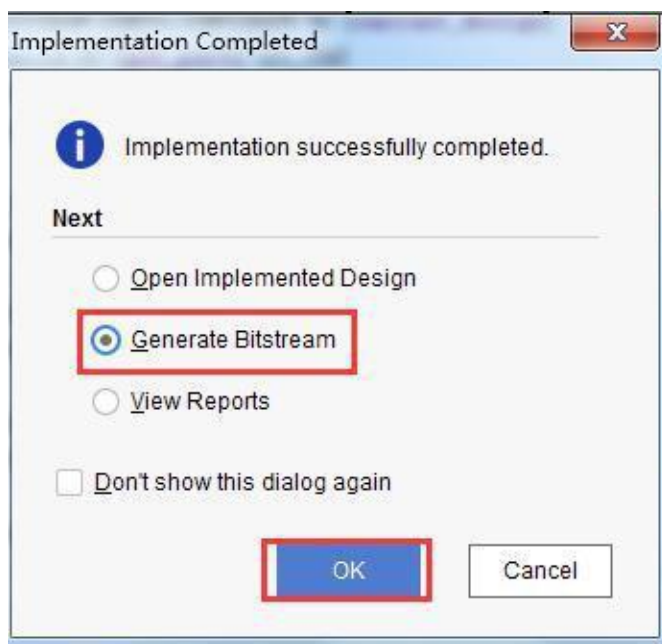 Implementation Completed
Implementation successfully completed.
Next
Open Implemented Design
Generate Bitstream
View Reports
Don't show this dialog again
OK
Cancel